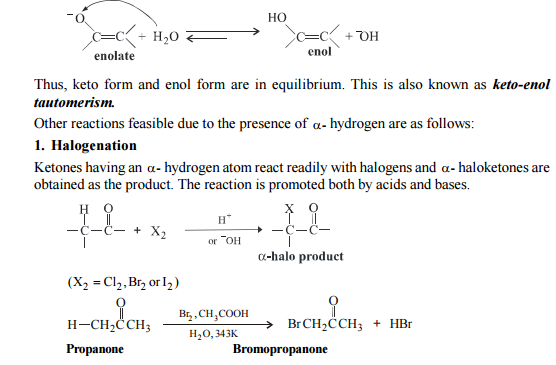 ⁻O HO
C=C + H₂O ⇌ C=C + ⁻OH
enolate enol
Thus, keto form and enol form are in equilibrium. This is also known as keto-enol
tautomerism.
Other reactions feasible due to the presence of α- hydrogen are as follows:
1. Halogenation
Ketones having an α- hydrogen atom react readily with halogens and α- haloketones are
obtained as the product. The reaction is promoted both by acids and bases.
H O H⁺ X O
–C–C– + X₂ → –C–C–
or ⁻OH
α-halo product
(X₂ = Cl₂, Br₂ or I₂)
O Br₂, CH₃COOH O
H–CH₂CCH₃ → BrCH₂CCH₃ + HBr
H₂O, 343K
Propanone Bromopropanone